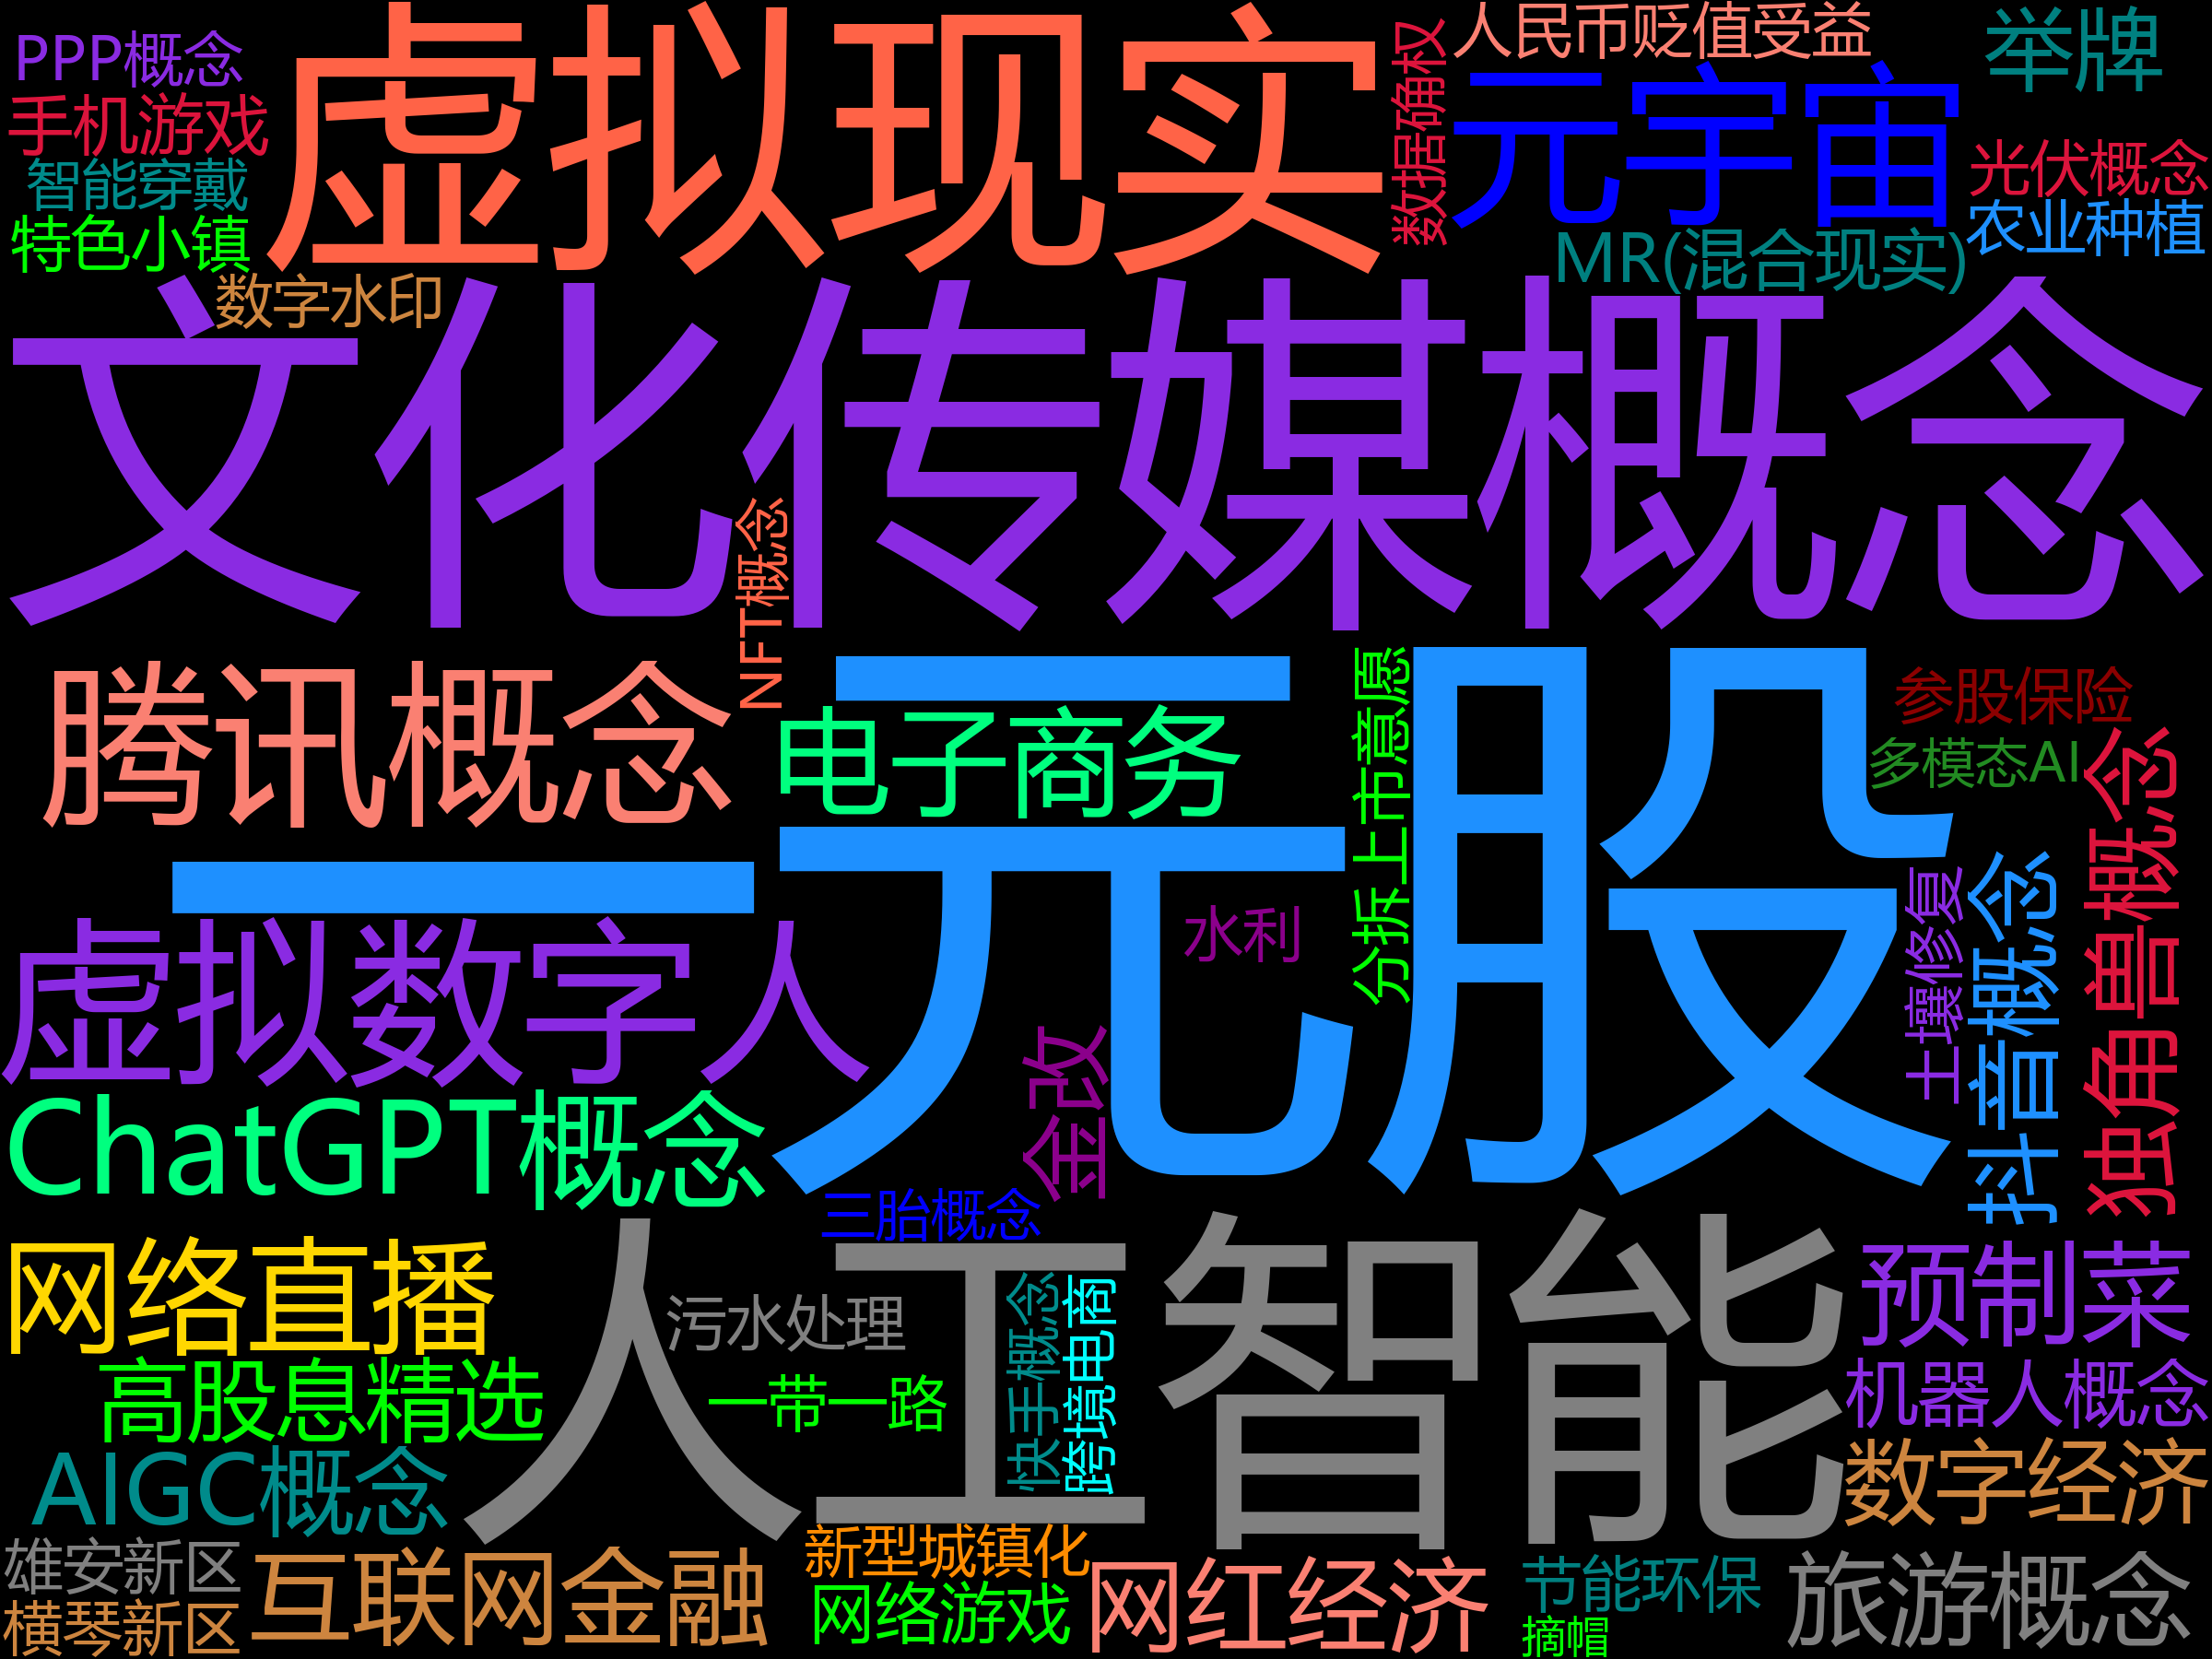 PPP概念
手机游戏
智能穿戴
特色小镇
数字水印
虚拟现实
数据确权
人民币贬值受益
元宇宙
举牌
光伏概念
农业种植
MR(混合现实)
文化传媒概念
NFT概念
腾讯概念
电子商务
一元股
分拆上市意愿
参股保险
多模态AI
独角兽概念
抖音概念
土壤修复
水利
金改
虚拟数字人
ChatGPT概念
三胎概念
网络直播
高股息精选
AIGC概念
雄安新区
横琴新区
互联网金融
人工智能
污水处理
一带一路
快手概念
跨境电商
新型城镇化
网络游戏
网红经济
节能环保
摘帽
预制菜
机器人概念
数字经济
旅游概念